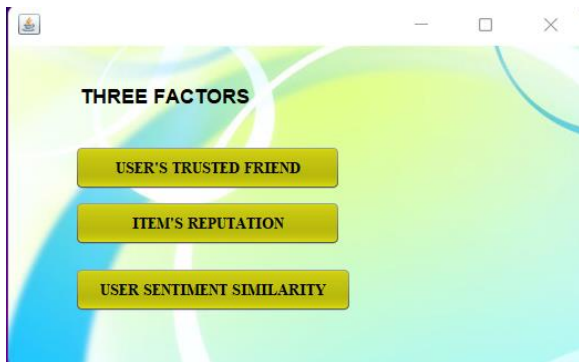 THREE FACTORS
USER'S TRUSTED FRIEND
ITEM'S REPUTATION
USER SENTIMENT SIMILARITY